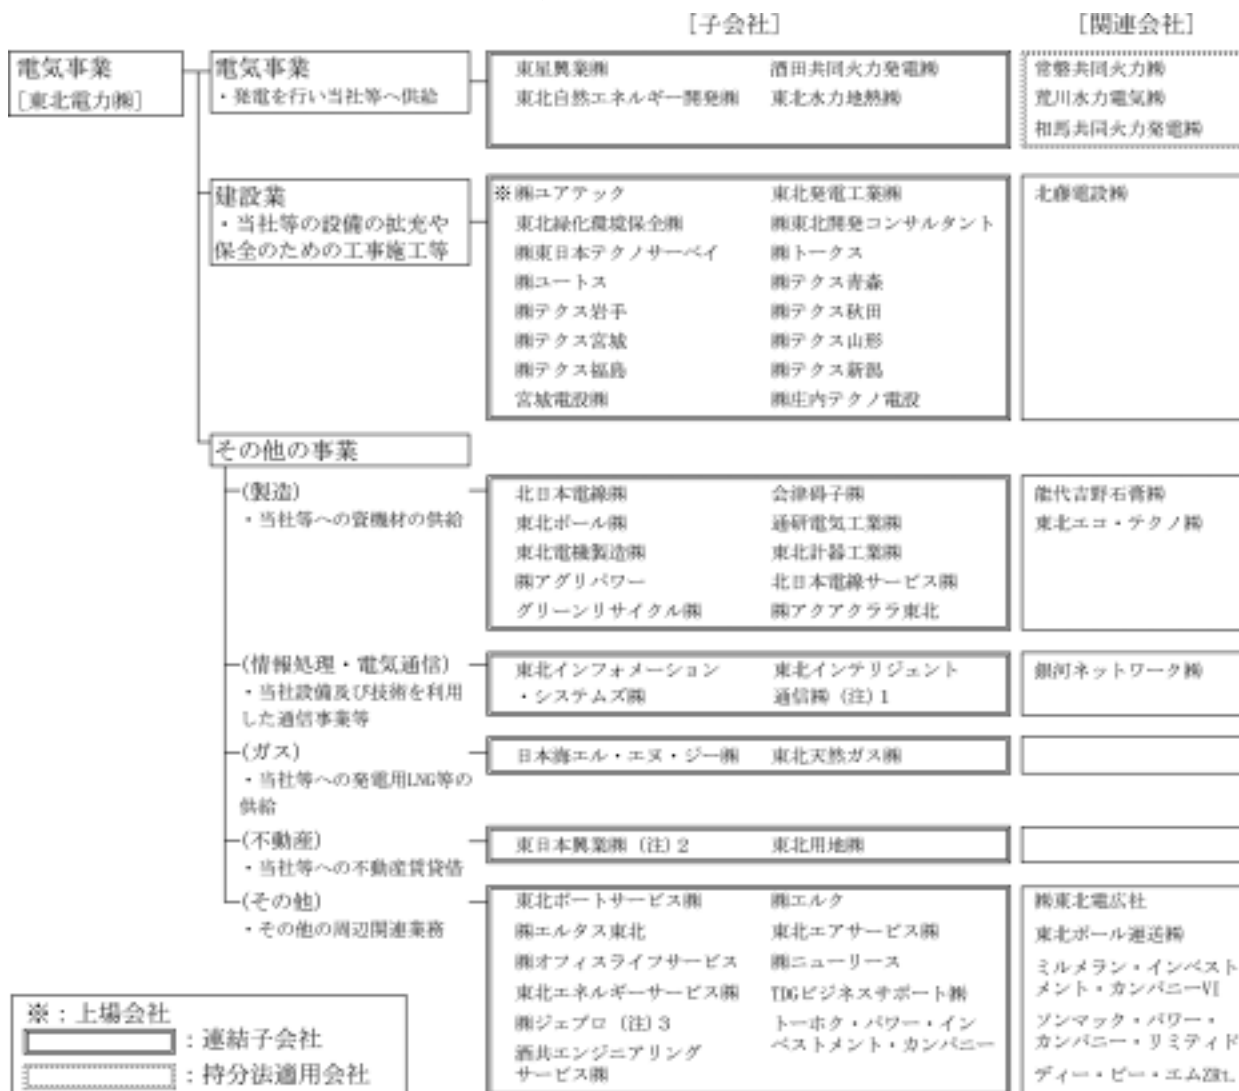 [子会社]
[関連会社]
電気事業
[東北電力㈱]
電気事業
・発電を行い当社等へ供給
東星興業㈱
酒田共同火力発電㈱
東北自然エネルギー開発㈱
東北水力地熱㈱
常磐共同火力㈱
荒川水力電気㈱
相馬共同火力発電㈱
建設業
・当社等の設備の拡充や
保全のための工事施工等
※㈱ユアテック
東北発電工業㈱
東北緑化環境保全㈱
㈱東北開発コンサルタント
㈱東日本テクノサーベイ
㈱トークス
㈱ユートス
㈱テクス青森
㈱テクス岩手
㈱テクス秋田
㈱テクス宮城
㈱テクス山形
㈱テクス福島
㈱テクス新潟
宮城電設㈱
㈱庄内テクノ電設
北藤電設㈱
その他の事業
(製造)
・当社等への資機材の供給
北日本電線㈱
会津碍子㈱
東北ポール㈱
通研電気工業㈱
東北電機製造㈱
東北計器工業㈱
㈱アグリパワー
北日本電線サービス㈱
グリーンリサイクル㈱
㈱アクアクララ東北
能代吉野石膏㈱
東北エコ・テクノ㈱
(情報処理・電気通信)
・当社設備及び技術を利用
した通信事業等
東北インフォメーション
・システムズ㈱
東北インテリジェント
通信㈱ (注) 1
銀河ネットワーク㈱
(ガス)
・当社等への発電用LNG等の
供給
日本海エル・エヌ・ジー㈱
東北天然ガス㈱
(不動産)
・当社等への不動産賃貸借
東日本興業㈱ (注) 2
東北用地㈱
(その他)
・その他の周辺関連業務
東北ポートサービス㈱
㈱エルク
㈱エルタス東北
東北エアサービス㈱
㈱オフィスライフサービス
㈱ニューリース
東北エネルギーサービス㈱
TDGビジネスサポート㈱
㈱ジェプロ (注) 3
トーホク・パワー・イン
ベストメント・カンパニー
酒共エンジニアリング
サービス㈱
㈱東北電広社
東北ポール運送㈱
ミルメラン・インベスト
メント・カンパニーVI
ソンマック・パワー・
カンパニー・リミティド
ディー・ビー・エムZRt.
※：上場会社
：連結子会社
：持分法適用会社